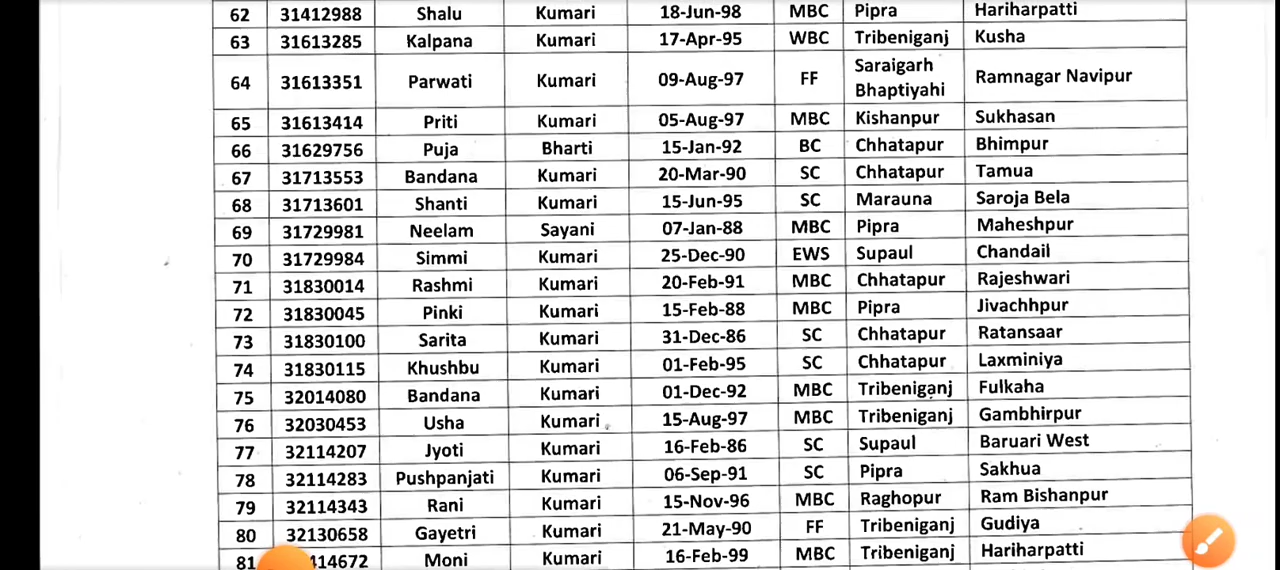 62 31412988 Shalu Kumari 18-Jun-98 MBC Pipra Hariharpatti
63 31613285 Kalpana Kumari 17-Apr-95 WBC Tribeniganj Kusha
64 31613351 Parwati Kumari 09-Aug-97 FF Saraigarh Bhaptiyahi Ramnagar Navipur
65 31613414 Priti Kumari 05-Aug-97 MBC Kishanpur Sukhasan
66 31629756 Puja Bharti 15-Jan-92 BC Chhatapur Bhimpur
67 31713553 Bandana Kumari 20-Mar-90 SC Chhatapur Tamua
68 31713601 Shanti Kumari 15-Jun-95 SC Marauna Saroja Bela
69 31729981 Neelam Sayani 07-Jan-88 MBC Pipra Maheshpur
70 31729984 Simmi Kumari 25-Dec-90 EWS Supaul Chandail
71 31830014 Rashmi Kumari 20-Feb-91 MBC Chhatapur Rajeshwari
72 31830045 Pinki Kumari 15-Feb-88 MBC Pipra Jivachhpur
73 31830100 Sarita Kumari 31-Dec-86 SC Chhatapur Ratansaar
74 31830115 Khushbu Kumari 01-Feb-95 SC Chhatapur Laxminiya
75 32014080 Bandana Kumari 01-Dec-92 MBC Tribeniganj Fulkaha
76 32030453 Usha Kumari 15-Aug-97 MBC Tribeniganj Gambhirpur
77 32114207 Jyoti Kumari 16-Feb-86 SC Supaul Baruari West
78 32114283 Pushpanjati Kumari 06-Sep-91 SC Pipra Sakhua
79 32114343 Rani Kumari 15-Nov-96 MBC Raghopur Ram Bishanpur
80 32130658 Gayetri Kumari 21-May-90 FF Tribeniganj Gudiya
81 414672 Moni Kumari 16-Feb-99 MBC Tribeniganj Hariharpatti